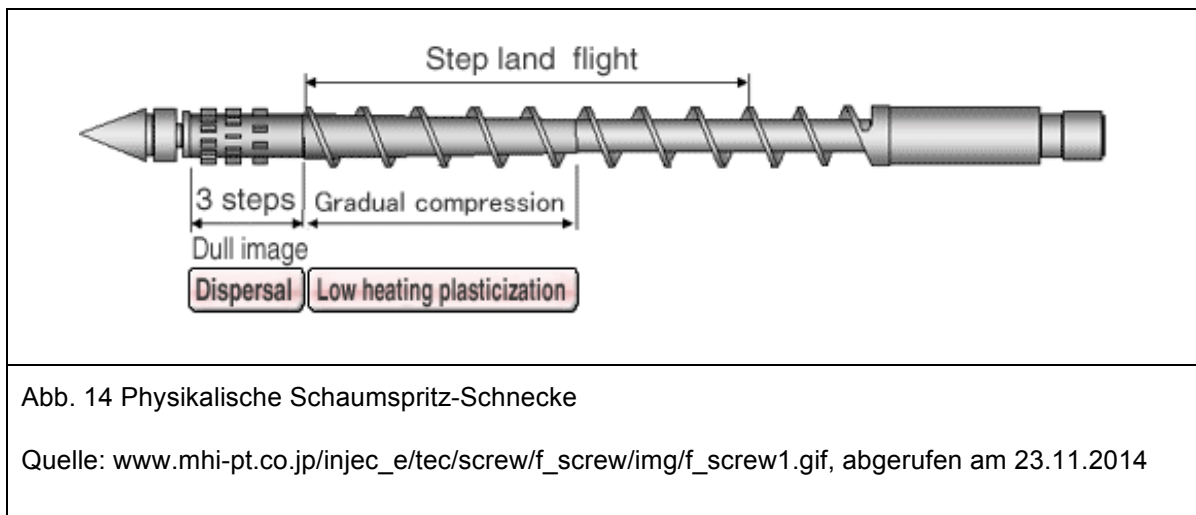 Step land flight
3 steps
Gradual compression
Dull image
Dispersal
Low heating plasticization
Abb. 14 Physikalische Schaumspritz-Schnecke
Quelle: www.mhi-pt.co.jp/injec_e/tec/screw/f_screw/img/f_screw1.gif, abgerufen am 23.11.2014